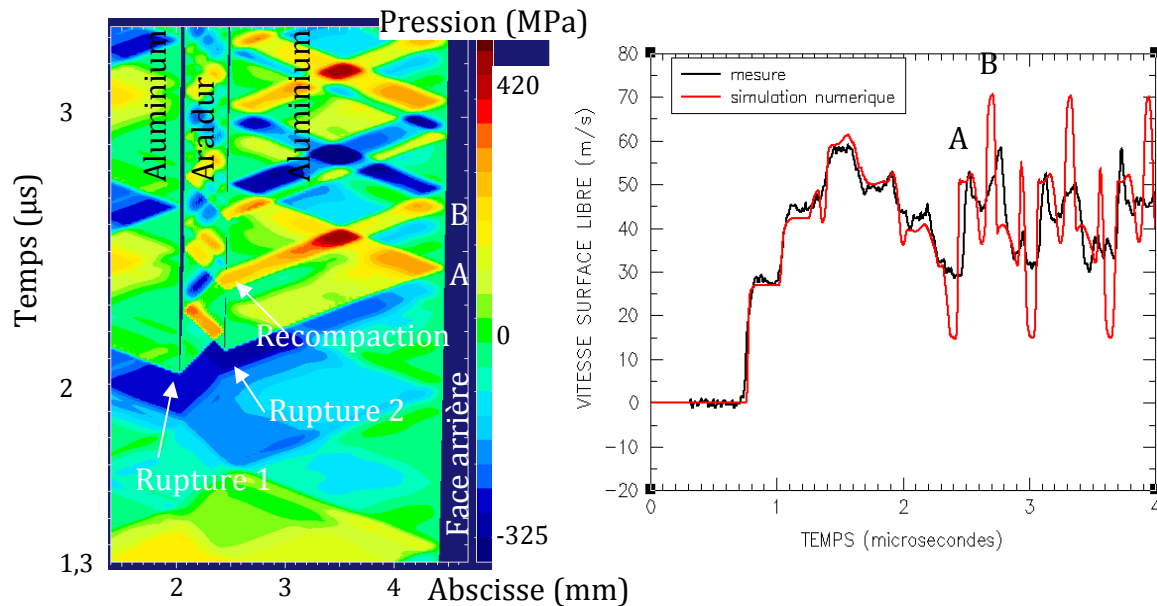 Pression (MPa)
Aluminium
Araldur
Aluminium
420
0
-325
Temps (µs)
3
2
1,3
B
A
Recompaction
Rupture 2
Rupture 1
Face arrière
2
3
4
Abscisse (mm)
80
70
60
50
40
30
20
10
0
-10
-20
VITESSE SURFACE LIBRE (m/s)
mesure
simulation numerique
B
A
0
1
2
3
4
TEMPS (microsecondes)